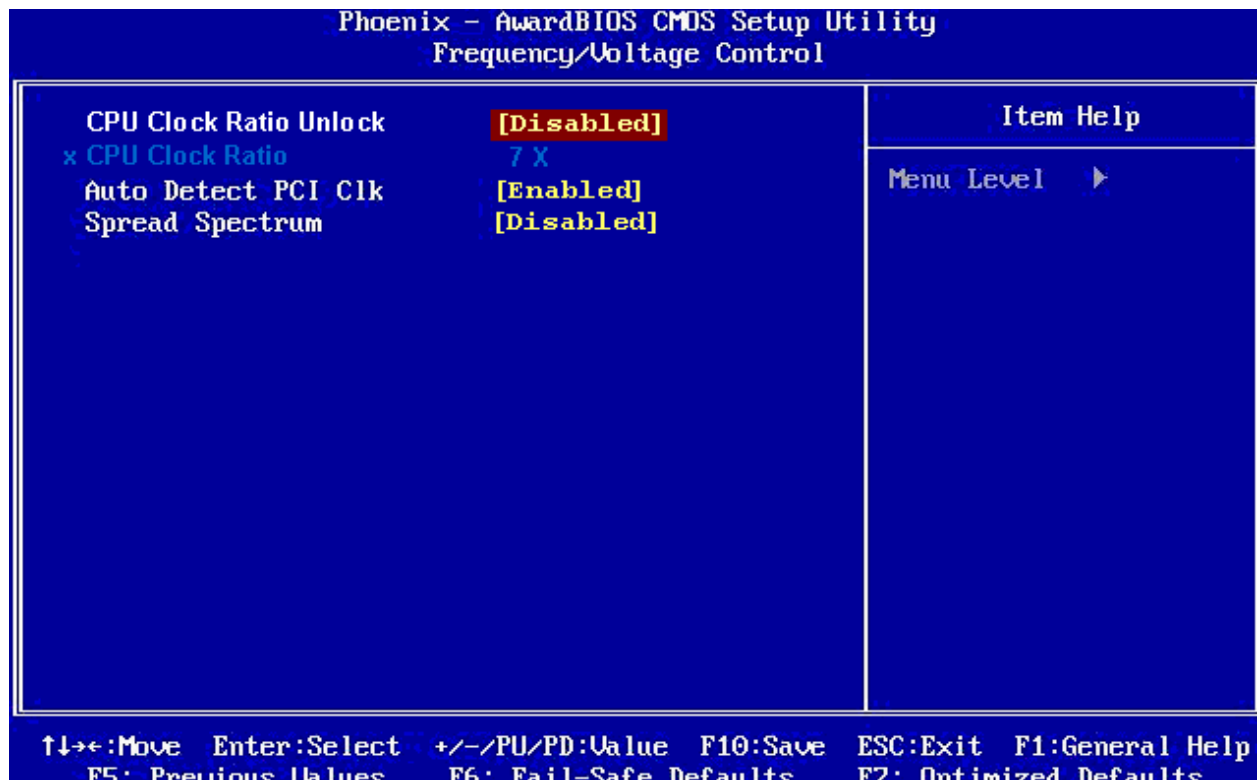 Phoenix - AwardBIOS CMOS Setup Utility
Frequency/Voltage Control
CPU Clock Ratio Unlock [Disabled]
x CPU Clock Ratio 7 X
Auto Detect PCI Clk [Enabled]
Spread Spectrum [Disabled]
Item Help
Menu Level ▶
↑↓→←:Move Enter:Select +/-/PU/PD:Value F10:Save ESC:Exit F1:General Help
F5: Previous Values F6: Fail-Safe Defaults F7: Optimized Defaults